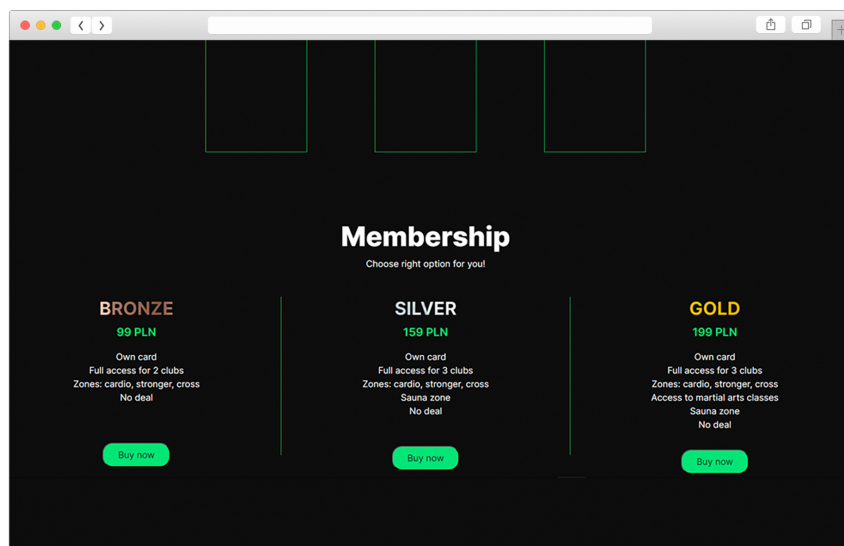 Membership
Choose right option for you!
BRONZE
99 PLN
Own card
Full access for 2 clubs
Zones: cardio, stronger, cross
No deal
Buy now
SILVER
159 PLN
Own card
Full access for 3 clubs
Zones: cardio, stronger, cross
Sauna zone
No deal
Buy now
GOLD
199 PLN
Own card
Full access for 3 clubs
Zones: cardio, stronger, cross
Access to martial arts classes
Sauna zone
No deal
Buy now